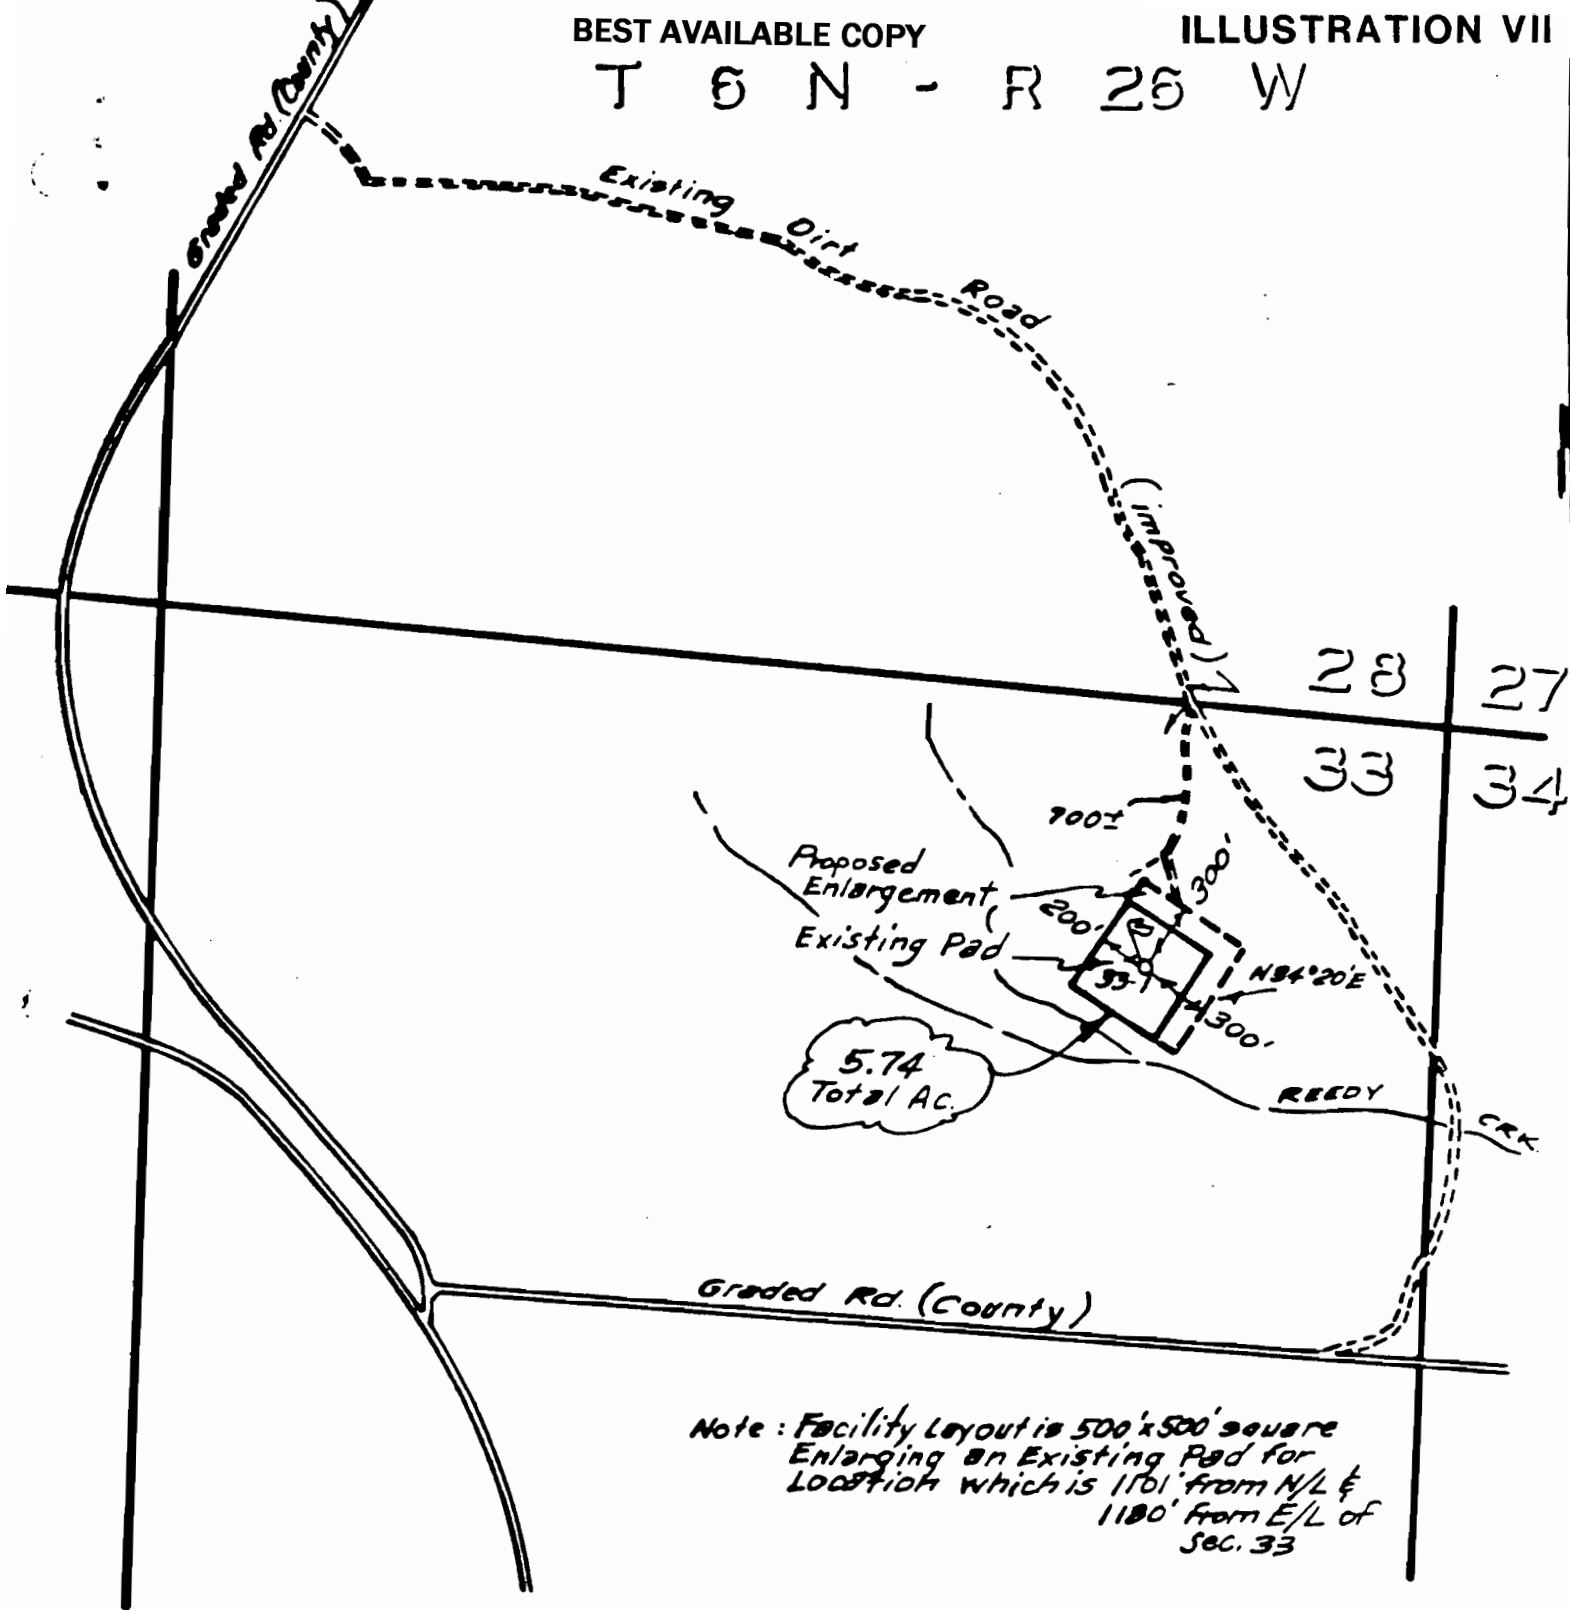 BEST AVAILABLE COPY
ILLUSTRATION VII
T 6 N - R 26 W
Graded Rd (County)
Existing
Dirt
Road
(improved)
28
27
33
34
Proposed
Enlargement
Existing Pad
200'
300'
33-1
300'
5.74
Total Ac.
REEDY
CRK
Graded Rd. (County)
Note: Facility Layout is 500'x500' square
Enlarging an Existing Pad for
Location which is 1101' from N/L &
1180' from E/L of
Sec. 33